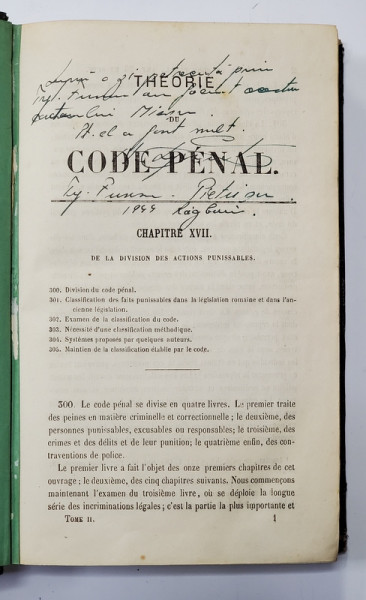 THÉORIE
DU
CODE PÉNAL.
1944
CHAPITRE XVII.
DE LA DIVISION DES ACTIONS PUNISSABLES.
300. Division du code pénal.
301. Classification des faits punissables dans la législation romaine et dans l'an-
cienne législation.
302. Examen de la classification du code.
303. Nécessité d'une classification méthodique.
304. Systèmes proposés par quelques auteurs.
305. Maintien de la classification établie par le code.
300. Le code pénal se divise en quatre livres. Le premier traite
des peines en matière criminelle et correctionnelle ; le deuxième, des
personnes punissables, excusables ou responsables; le troisième, des
crimes et des délits et de leur punition; le quatrième enfin, des con-
traventions de police.
Le premier livre a fait l'objet des onze premiers chapitres de cet
ouvrage ; le deuxième, des cinq chapitres suivants. Nous commençons
maintenant l'examen du troisième livre, où se déploie la longue
série des incriminations légales ; c'est la partie la plus importante et
TOME II. 1